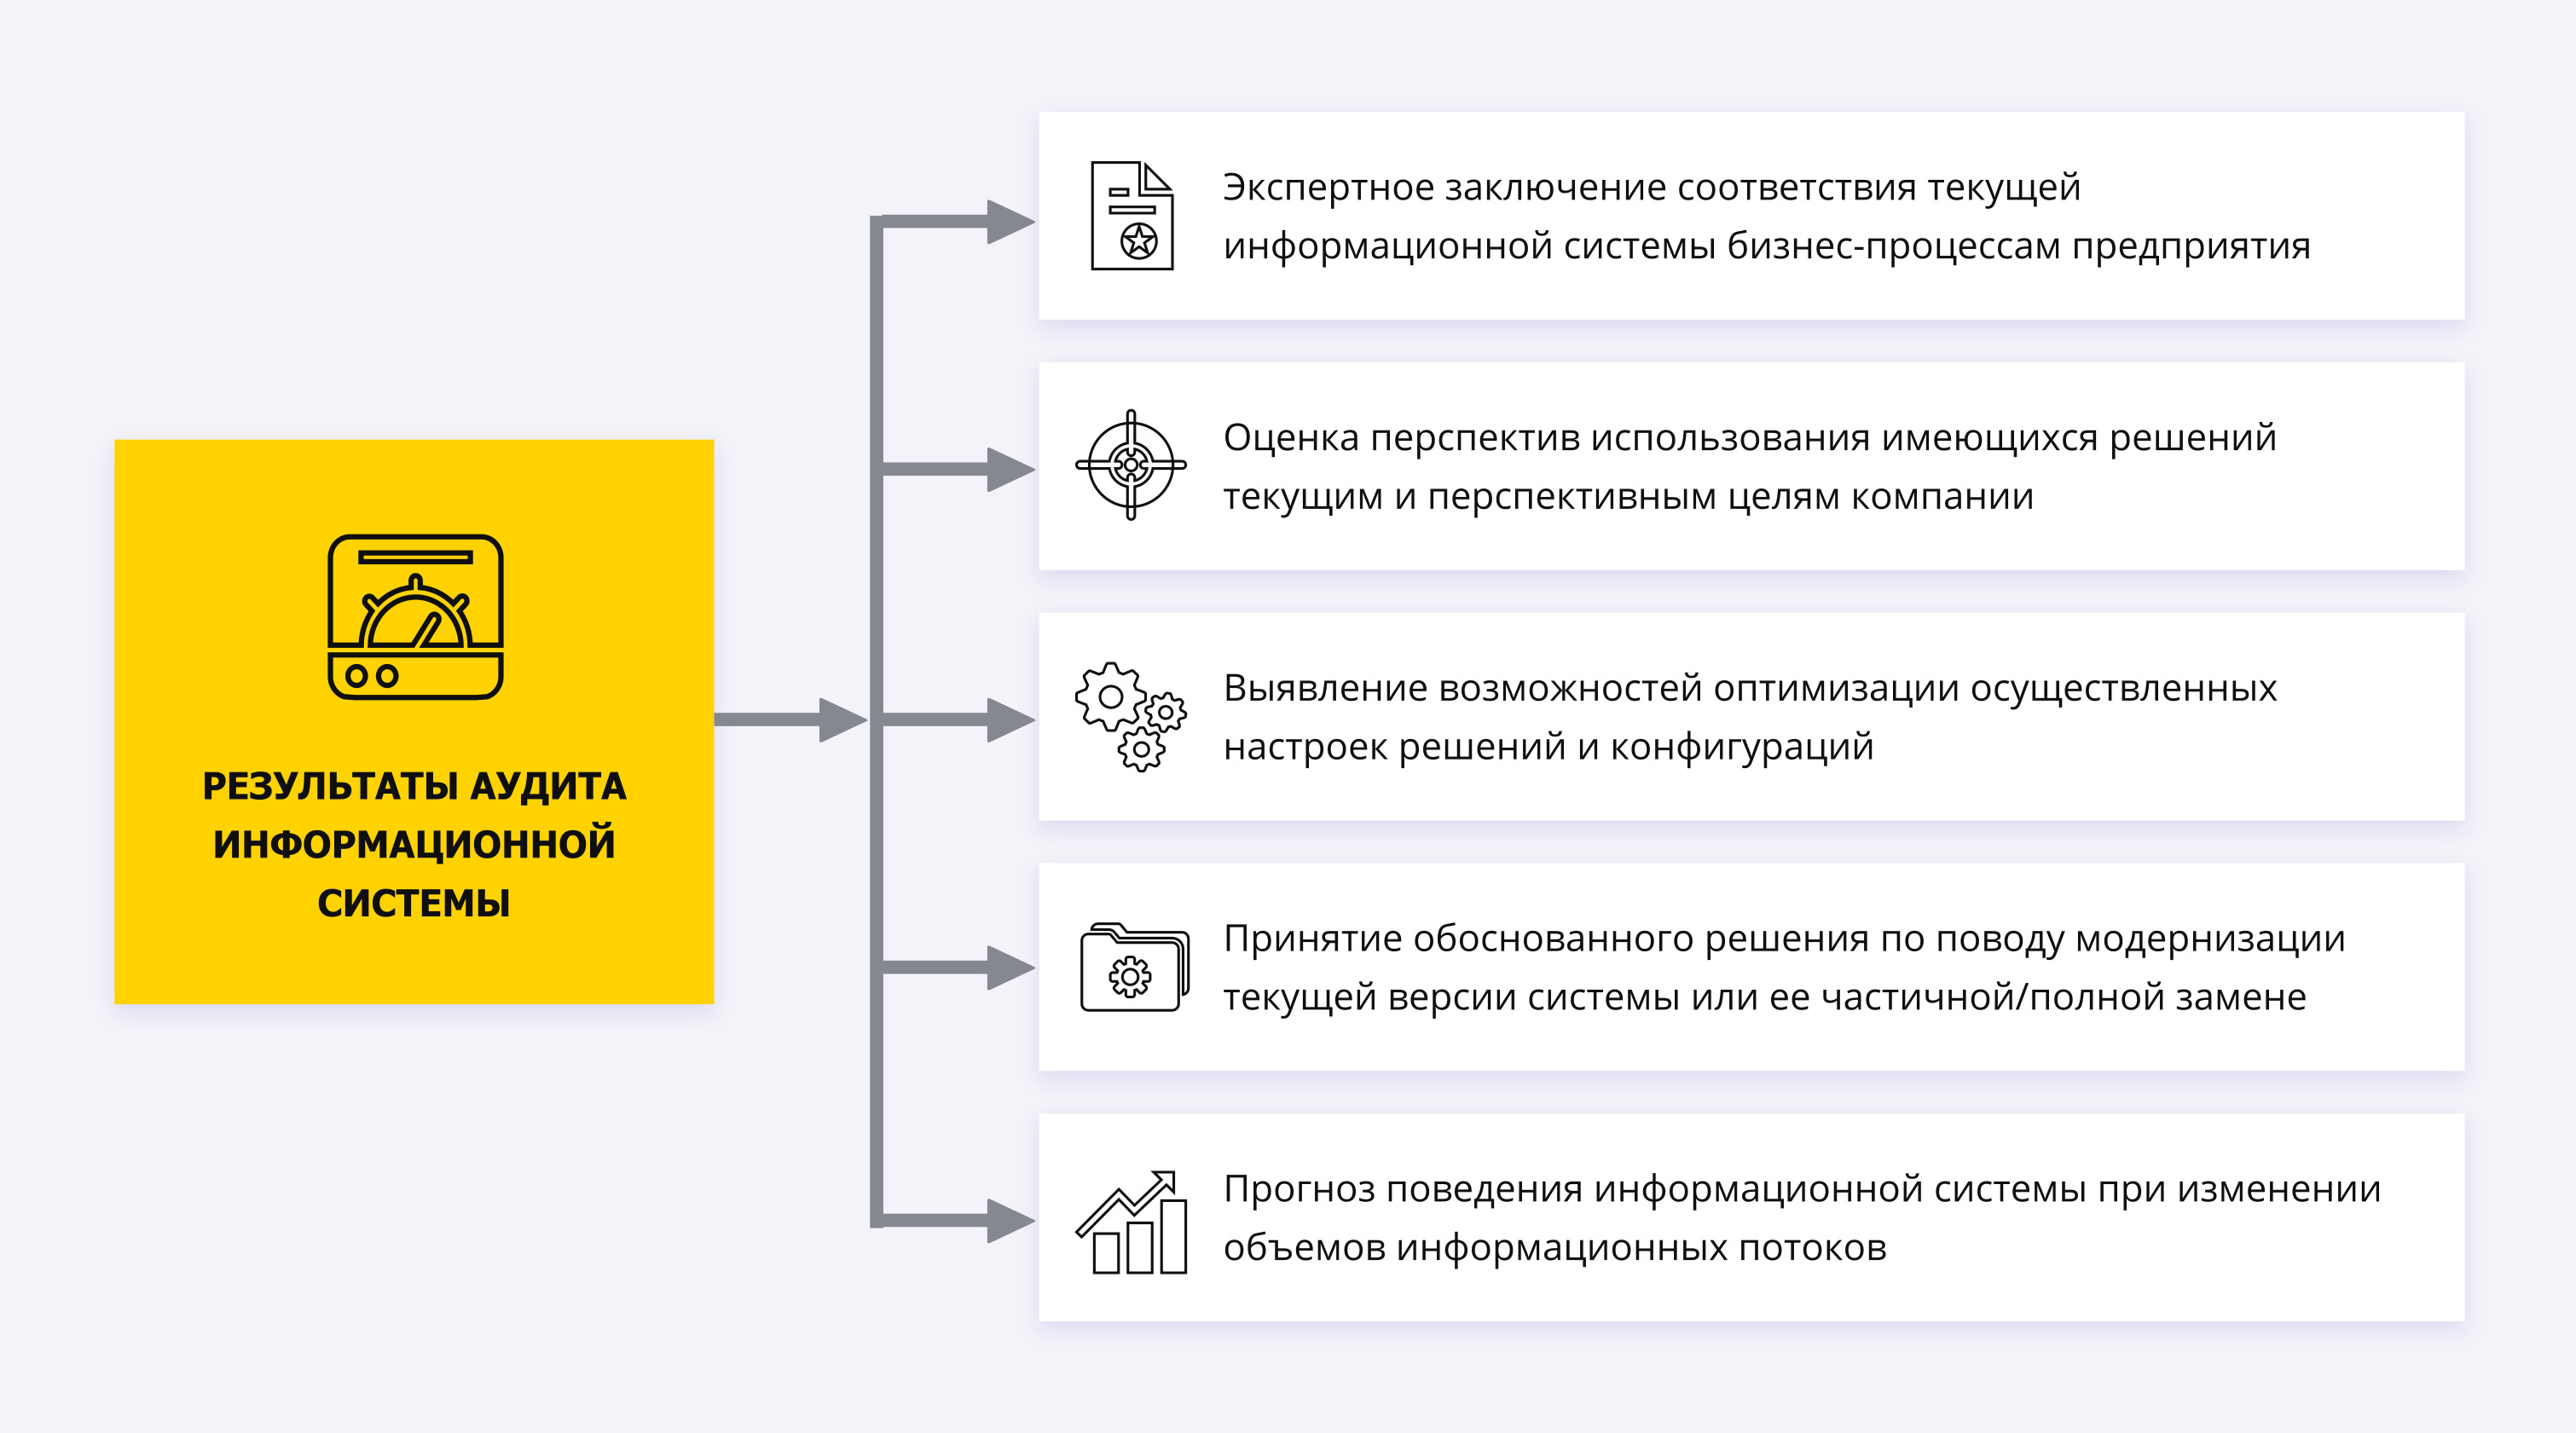 РЕЗУЛЬТАТЫ АУДИТА
ИНФОРМАЦИОННОЙ
СИСТЕМЫ
Экспертное заключение соответствия текущей
информационной системы бизнес-процессам предприятия
Оценка перспектив использования имеющихся решений
текущим и перспективным целям компании
Выявление возможностей оптимизации осуществленных
настроек решений и конфигураций
Принятие обоснованного решения по поводу модернизации
текущей версии системы или ее частичной/полной замене
Прогноз поведения информационной системы при изменении
объемов информационных потоков